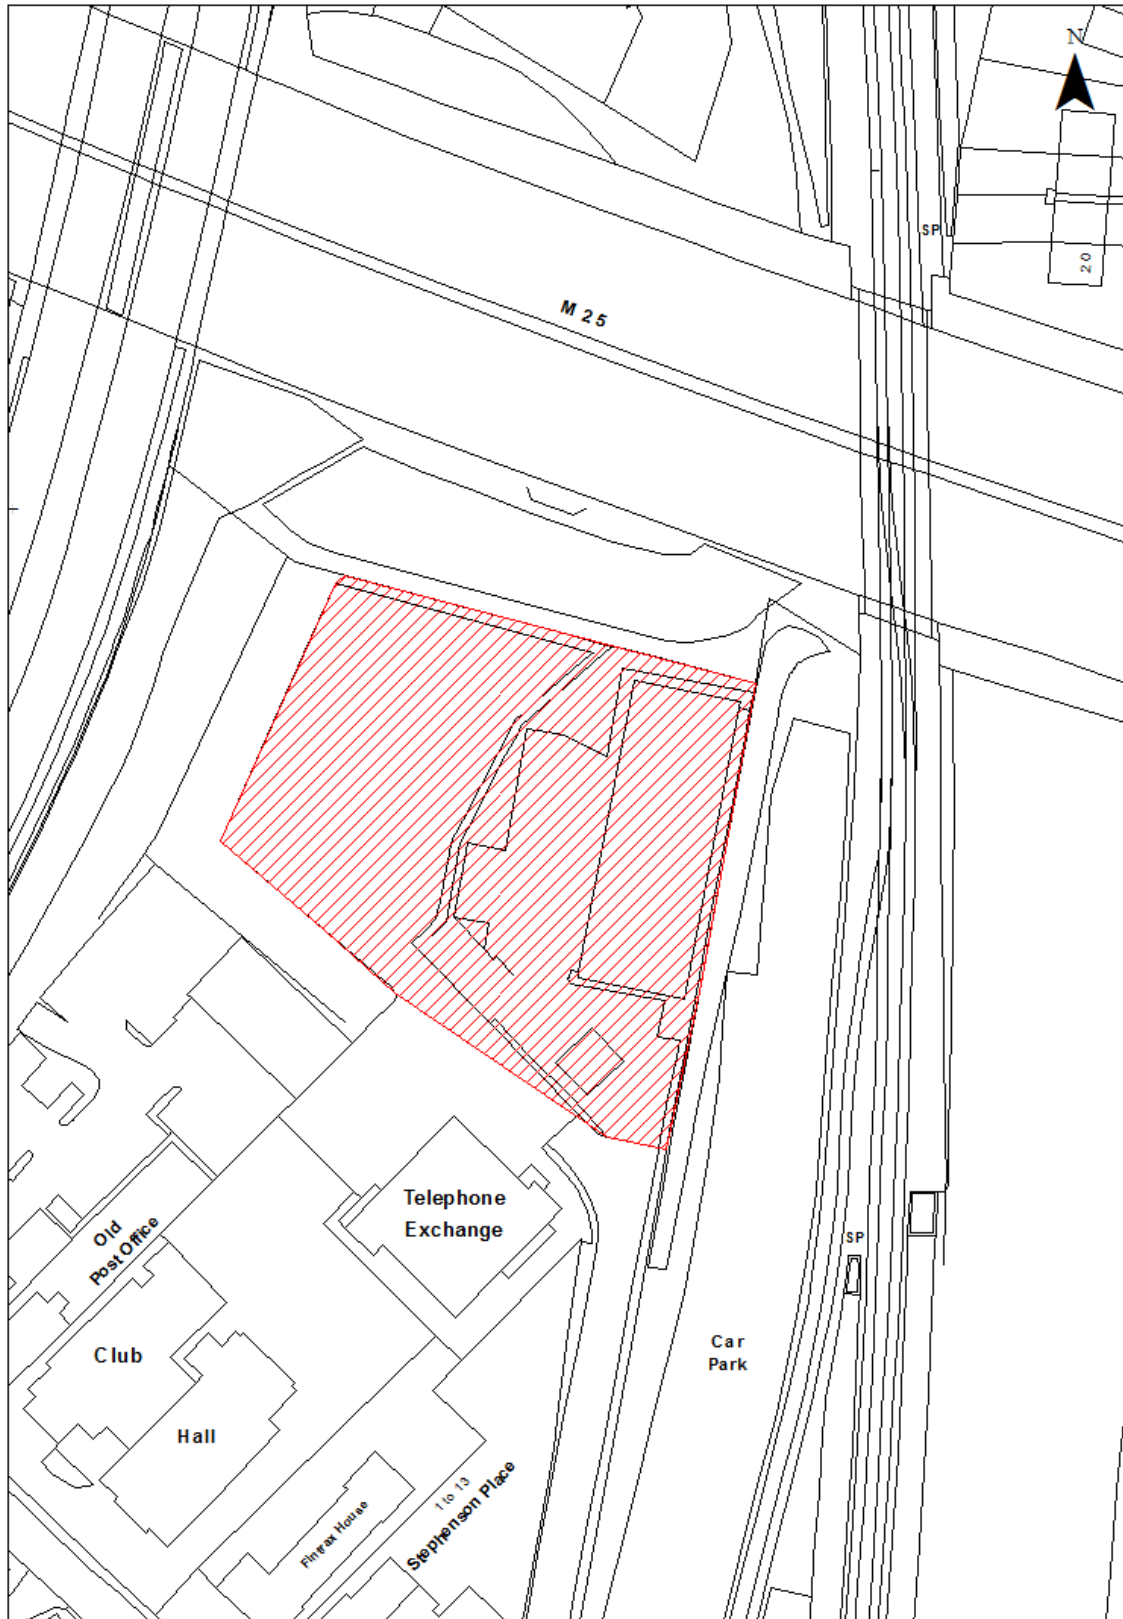 N
SP
20
M 25
Telephone
Exchange
Old
Post Office
SP
Club
Car
Park
Hall
1 to 13
Stephenson Place
Fintrax House